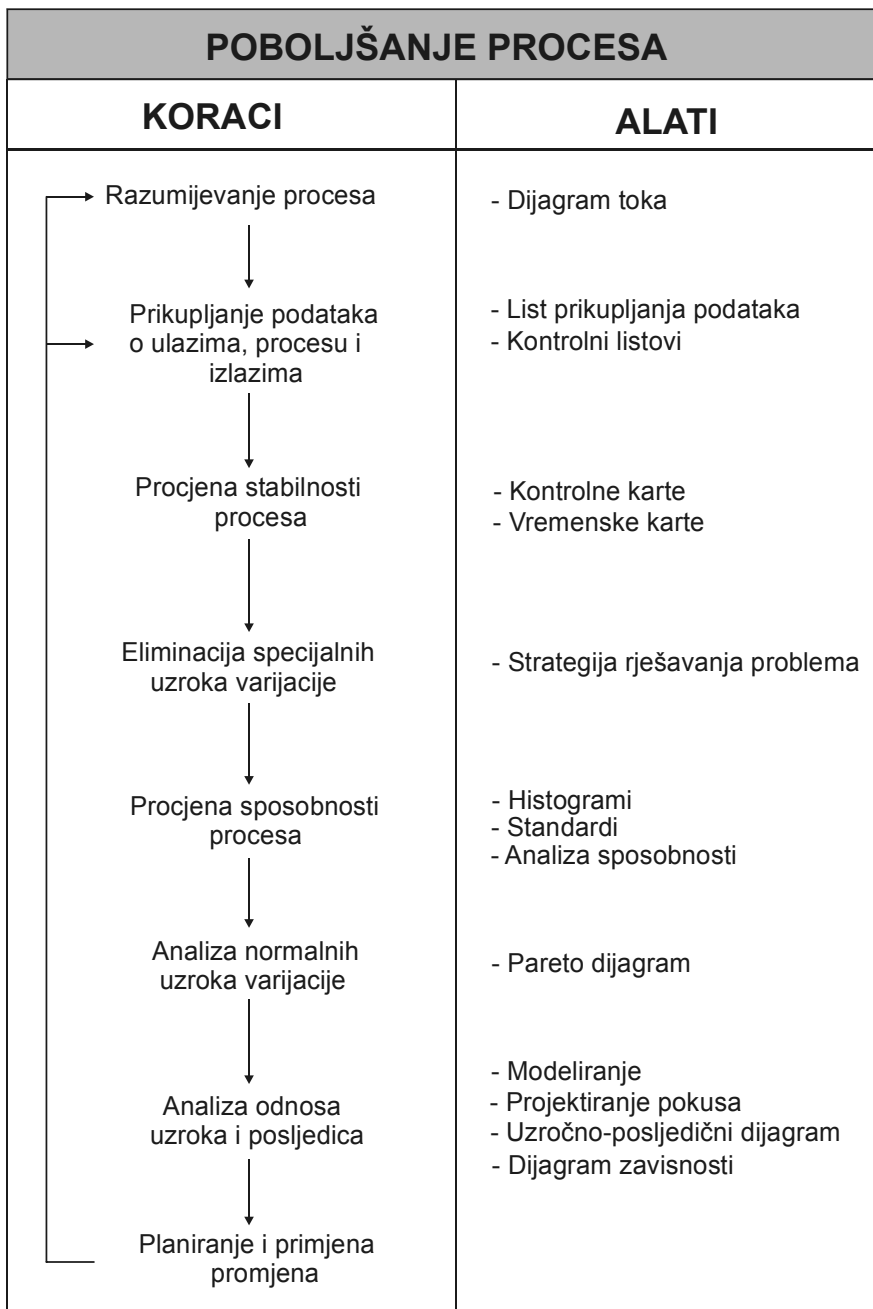 POBOLJŠANJE PROCESA
KORACI
ALATI
Razumijevanje procesa
- Dijagram toka
Prikupljanje podataka
o ulazima, procesu i
izlazima
- List prikupljanja podataka
- Kontrolni listovi
Procjena stabilnosti
procesa
- Kontrolne karte
- Vremenske karte
Eliminacija specijalnih
uzroka varijacije
- Strategija rješavanja problema
Procjena sposobnosti
procesa
- Histogrami
- Standardi
- Analiza sposobnosti
Analiza normalnih
uzroka varijacije
- Pareto dijagram
Analiza odnosa
uzroka i posljedica
- Modeliranje
- Projektiranje pokusa
- Uzročno-posljedični dijagram
- Dijagram zavisnosti
Planiranje i primjena
promjena